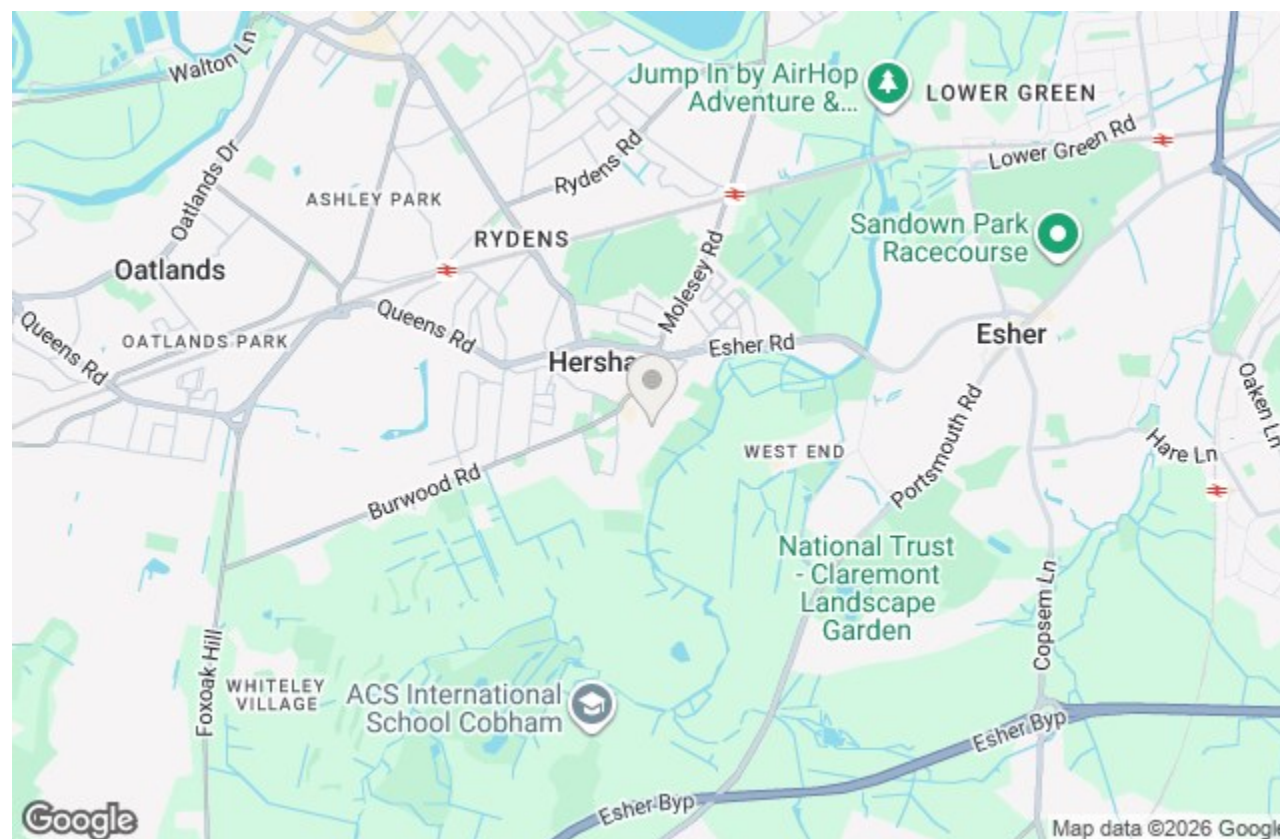 Walton Ln
Jump In by AirHop
Adventure &...
LOWER GREEN
Lower Green Rd
Rydens Rd
Oatlands Dr
ASHLEY PARK
Sandown Park
Racecourse
RYDENS
Molesey Rd
Oatlands
Queens Rd
Queens Rd
OATLANDS PARK
Esher Rd
Esher
Hersha
Oaken Ln
Portsmouth Rd
Hare Ln
WEST END
Burwood Rd
National Trust
- Claremont
Landscape
Garden
Copsem Ln
Foxoak Hill
WHITELEY
VILLAGE
ACS International
School Cobham
Esher Byp
Esher Byp
Google
Map data ©2026 Google